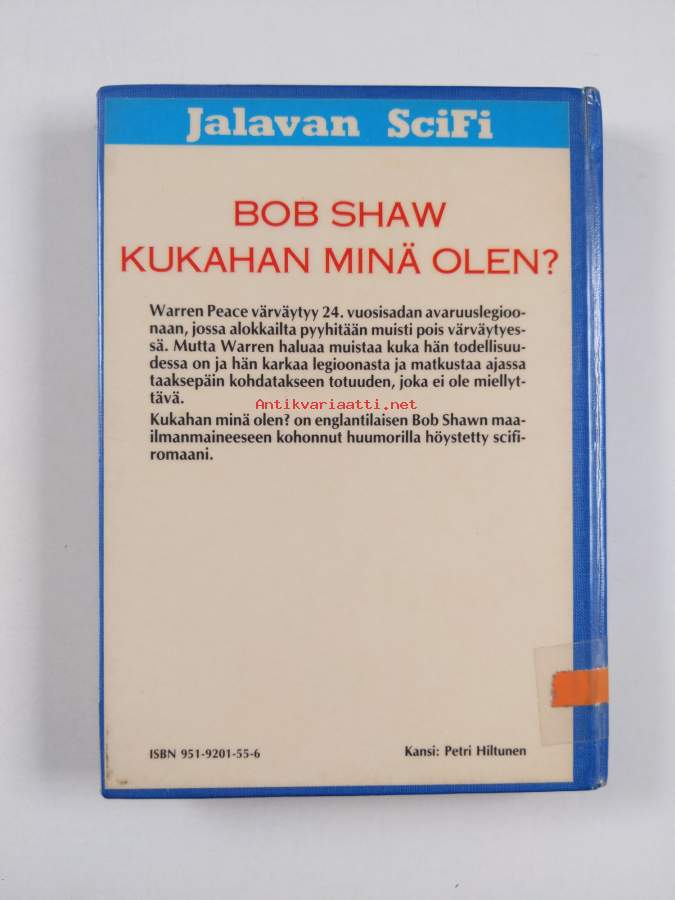 Jalavan SciFi
BOB SHAW
KUKAHAN MINÄ OLEN?
Warren Peace värväytyy 24. vuosisadan avaruuslegioo-
naan, jossa alokkailta pyyhitään muisti pois värväytyes-
sä. Mutta Warren haluaa muistaa kuka hän todellisuu-
dessa on ja hän karkaa legioonasta ja matkustaa ajassa
taaksepäin kohdatakseen totuuden, joka ei ole miellyt-
tävä.
Antikvariaatti.net
Kukahan minä olen? on englantilaisen Bob Shawn maa-
ilmanmaineeseen kohonnut huumorilla höystetty scifi-
romaani.
ISBN 951-9201-55-6
Kansi: Petri Hiltunen